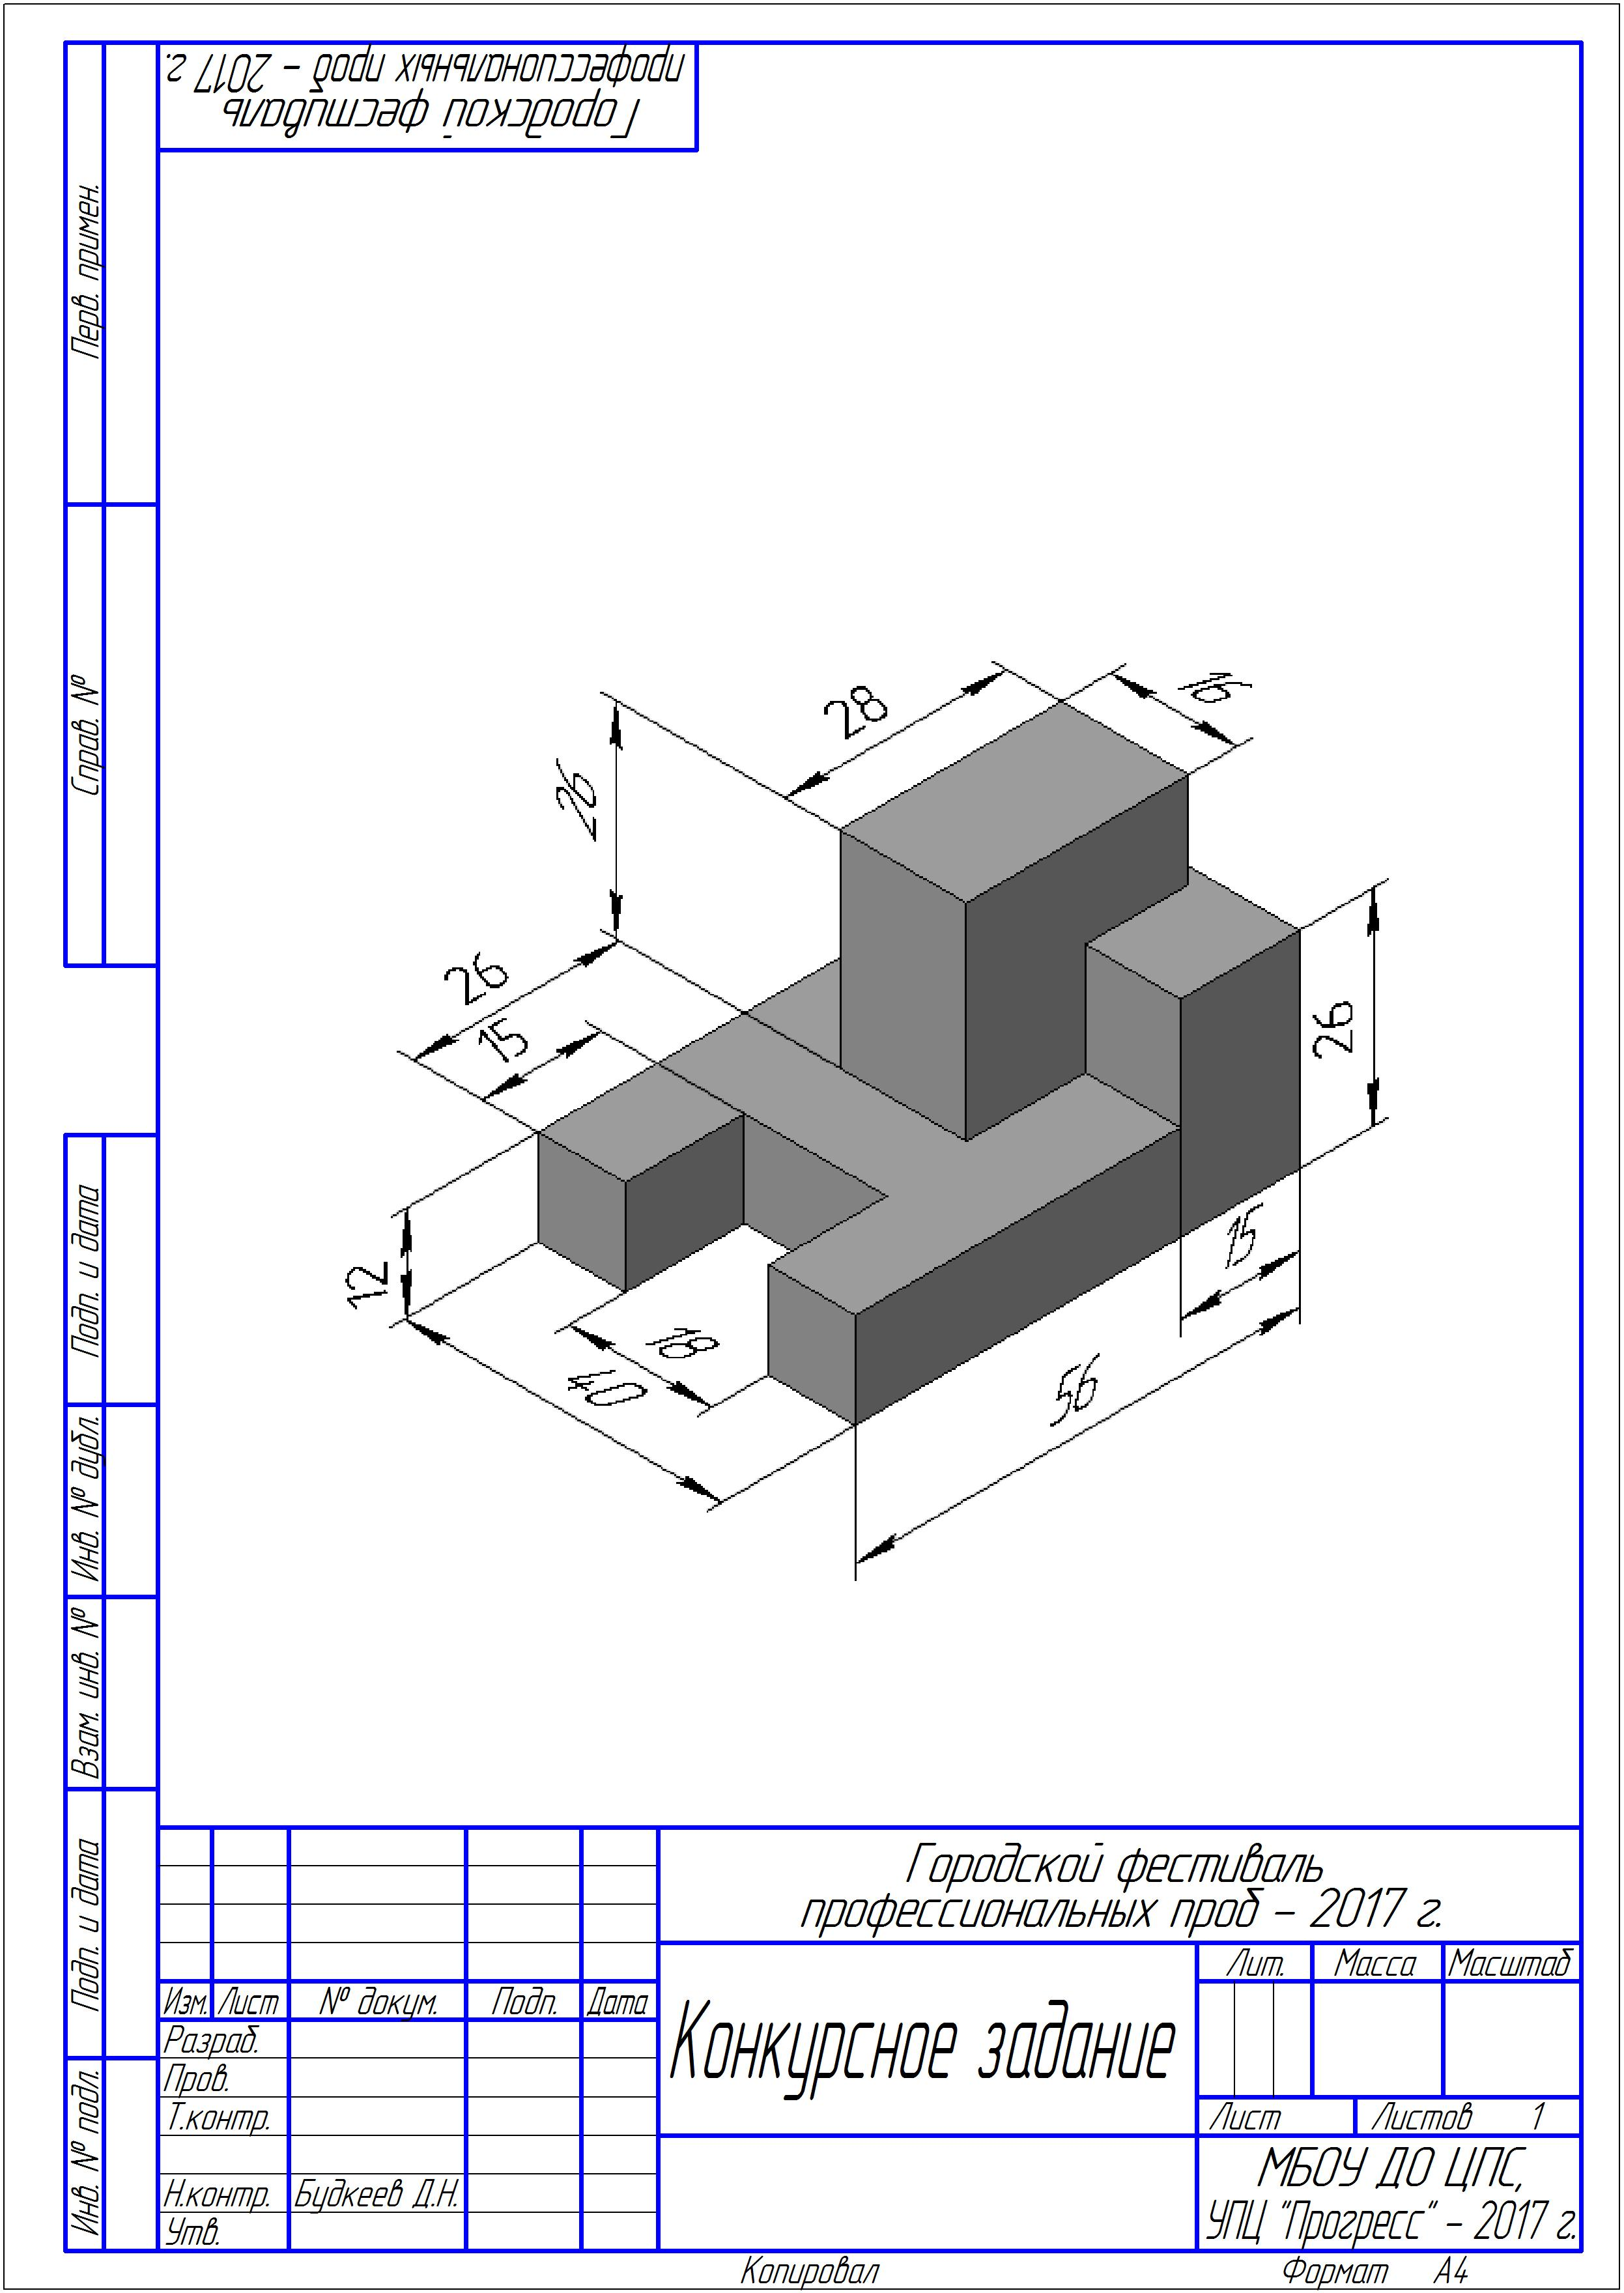 Городской фестиваль
профессиональных проб - 2017 г.
Перв. примен.
Справ. №
Подп. и дата
Инв. № дубл.
Взам. инв. №
Подп. и дата
Инв. № подл.
28
16
26
26
15
26
12
18
40
15
56
Городской фестиваль
профессиональных проб - 2017 г.
Изм. Лист № докум. Подп. Дата
Разраб.
Пров.
Т.контр.
Н.контр. Будкеев Д.Н.
Утв.
Конкурсное задание
Лит. Масса Масштаб
Лист Листов 1
МБОУ ДО ЦПС,
УПЦ "Прогресс" - 2017 г.
Копировал Формат А4